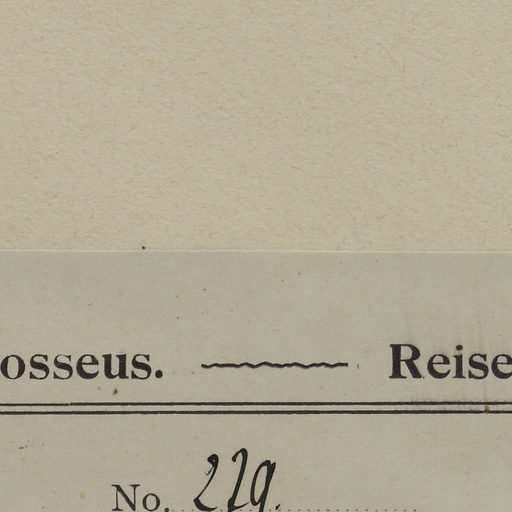 osseus. Reise
No. 229.